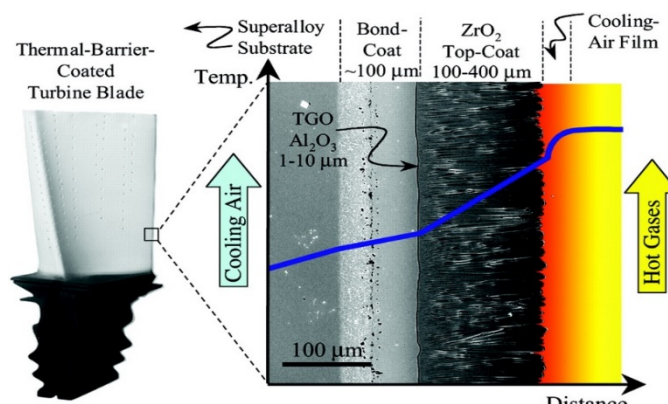 Thermal-Barrier-
Coated
Turbine Blade
Superalloy
Substrate
Bond-
Coat
~100 μm
ZrO2
Top-Coat
100-400 μm
Cooling-
Air Film
Temp.
TGO
Al2O3
1-10 μm
Cooling Air
Hot Gases
100 μm
Distance